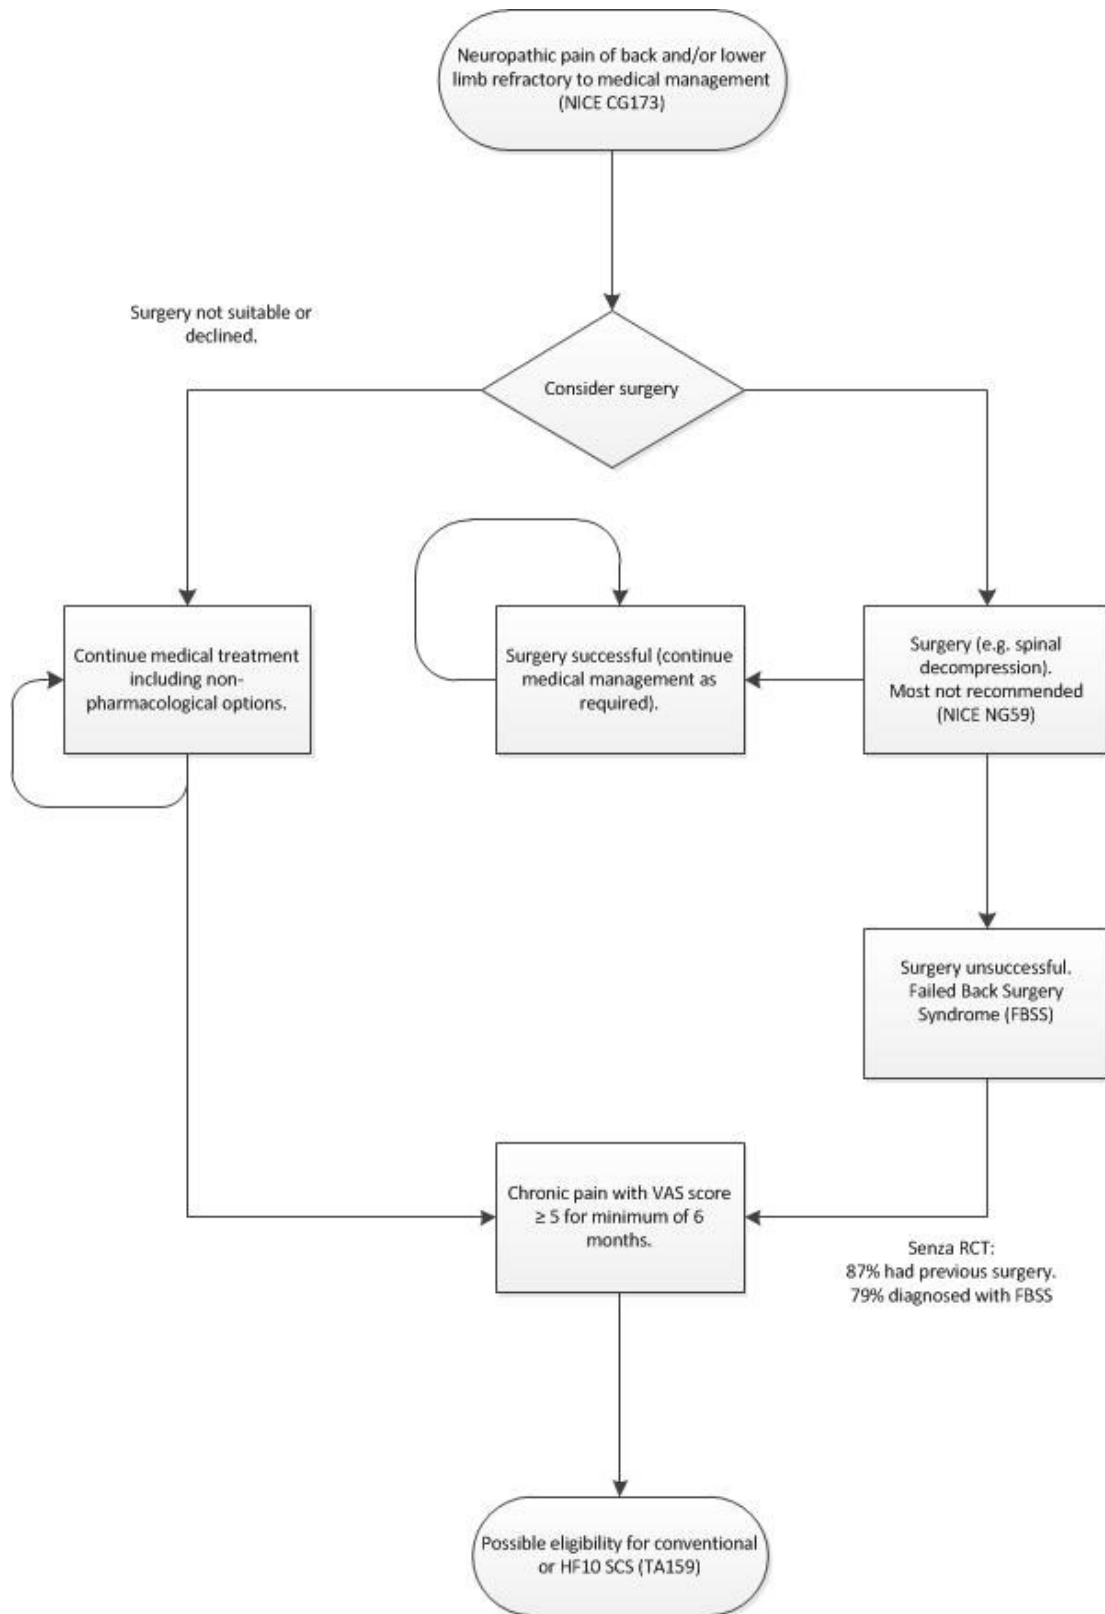 Neuropathic pain of back and/or lower
limb refractory to medical management
(NICE CG173)
Surgery not suitable or
declined.
Consider surgery
Continue medical treatment
including non-
pharmacological options.
Surgery successful (continue
medical management as
required).
Surgery (e.g. spinal
decompression).
Most not recommended
(NICE NG59)
Surgery unsuccessful.
Failed Back Surgery
Syndrome (FBSS)
Chronic pain with VAS score
≥ 5 for minimum of 6
months.
Senza RCT:
87% had previous surgery.
79% diagnosed with FBSS
Possible eligibility for conventional
or HF10 SCS (TA159)